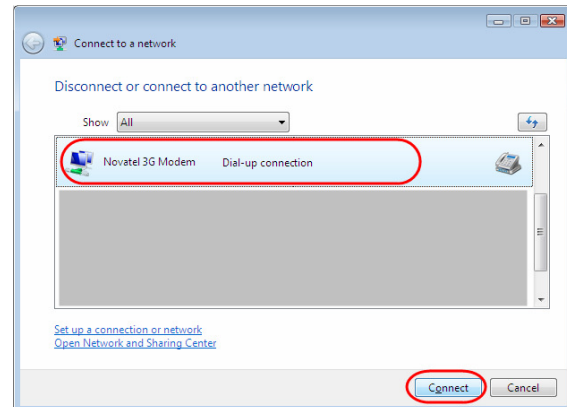 Connect to a network
Disconnect or connect to another network
Show All
Novatel 3G Modem Dial-up connection
Set up a connection or network
Open Network and Sharing Center
Connect Cancel